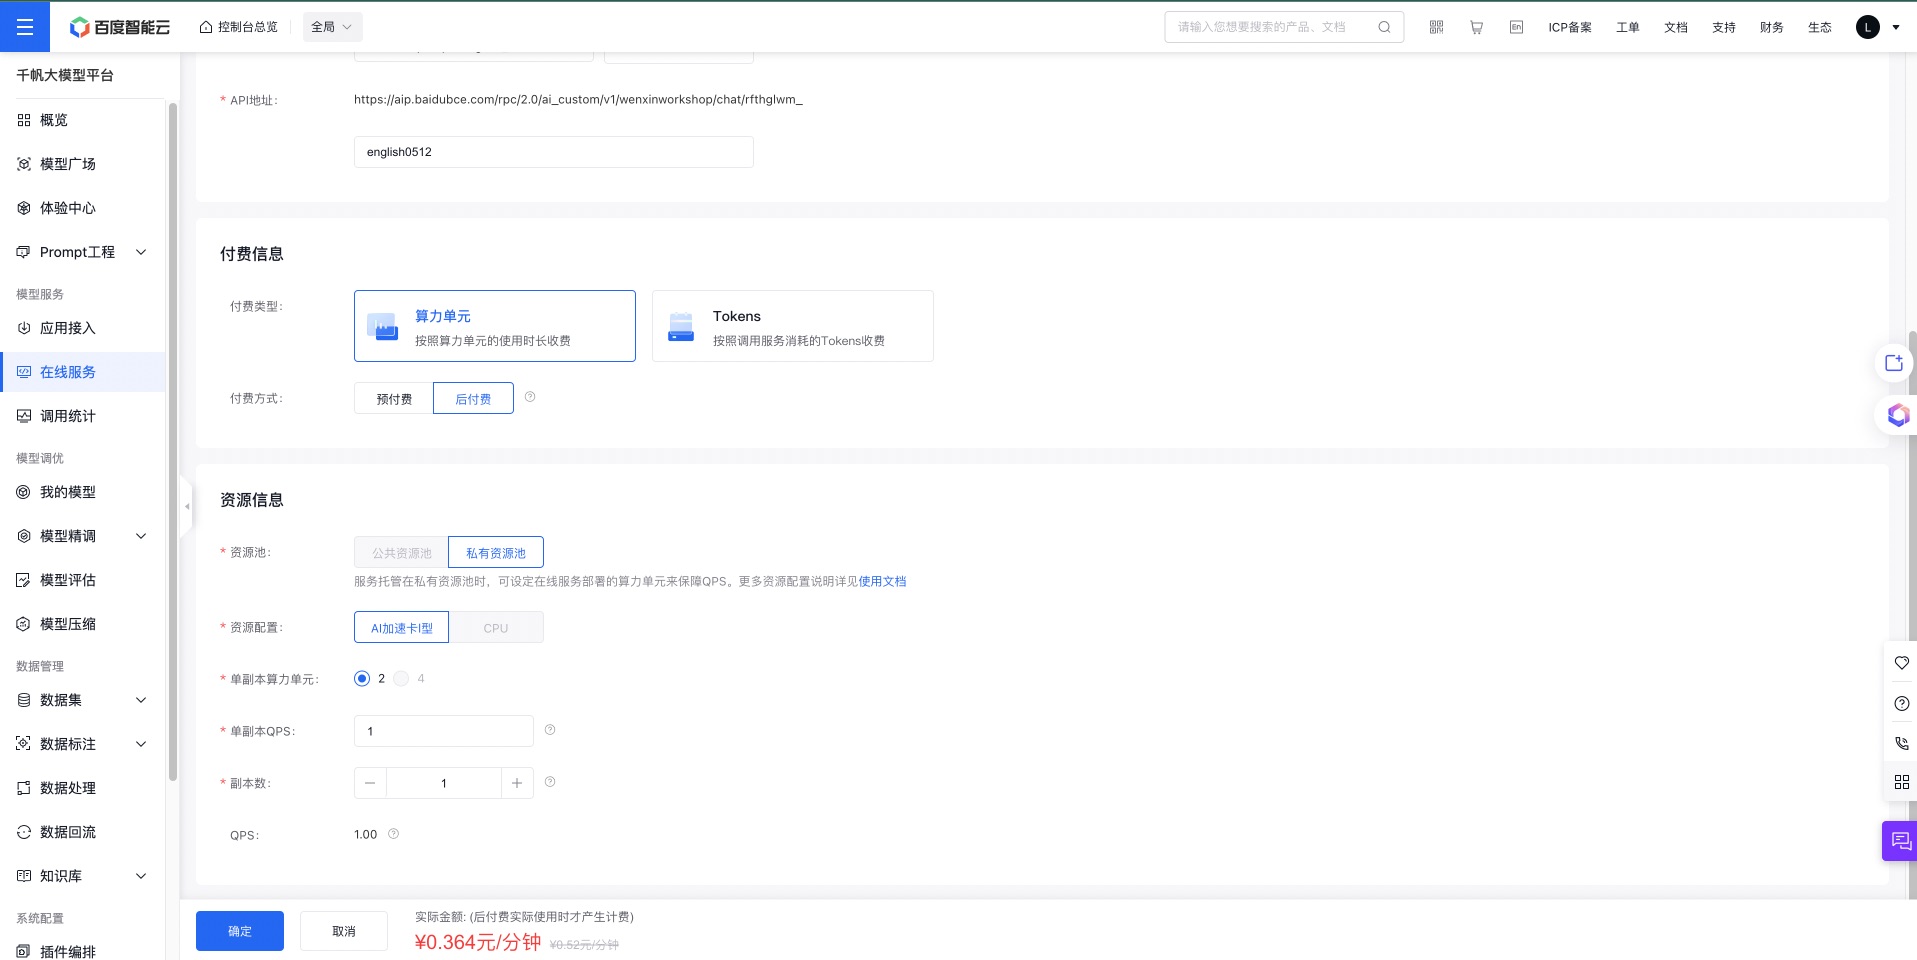 百度智能云
控制台总览
全局
请输入您想要搜索的产品、文档
En
ICP备案
工单
文档
支持
财务
生态
L
千帆大模型平台
概览
模型广场
体验中心
Prompt工程
模型服务
应用接入
在线服务
调用统计
模型调优
我的模型
模型精调
模型评估
模型压缩
数据管理
数据集
数据标注
数据处理
数据回流
知识库
系统配置
插件编排
* API地址:
https://aip.baidubce.com/rpc/2.0/ai_custom/v1/wenxinworkshop/chat/rfthglwm_
english0512
付费信息
付费类型:
算力单元
按照算力单元的使用时长收费
Tokens
按照调用服务消耗的Tokens收费
付费方式:
预付费
后付费
资源信息
* 资源池:
公共资源池
私有资源池
服务托管在私有资源池时，可设定在线服务部署的算力单元来保障QPS。更多资源配置说明详见使用文档
* 资源配置:
AI加速卡I型
CPU
* 单副本算力单元:
2
4
* 单副本QPS:
1
* 副本数:
1
QPS:
1.00
确定
取消
实际金额: (后付费实际使用时才产生计费)
¥0.364元/分钟 ¥0.52元/分钟